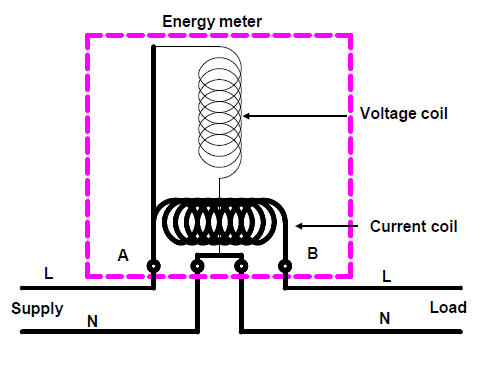 Energy meter
Voltage coil
Current coil
A
B
L
L
Supply
Load
N
N